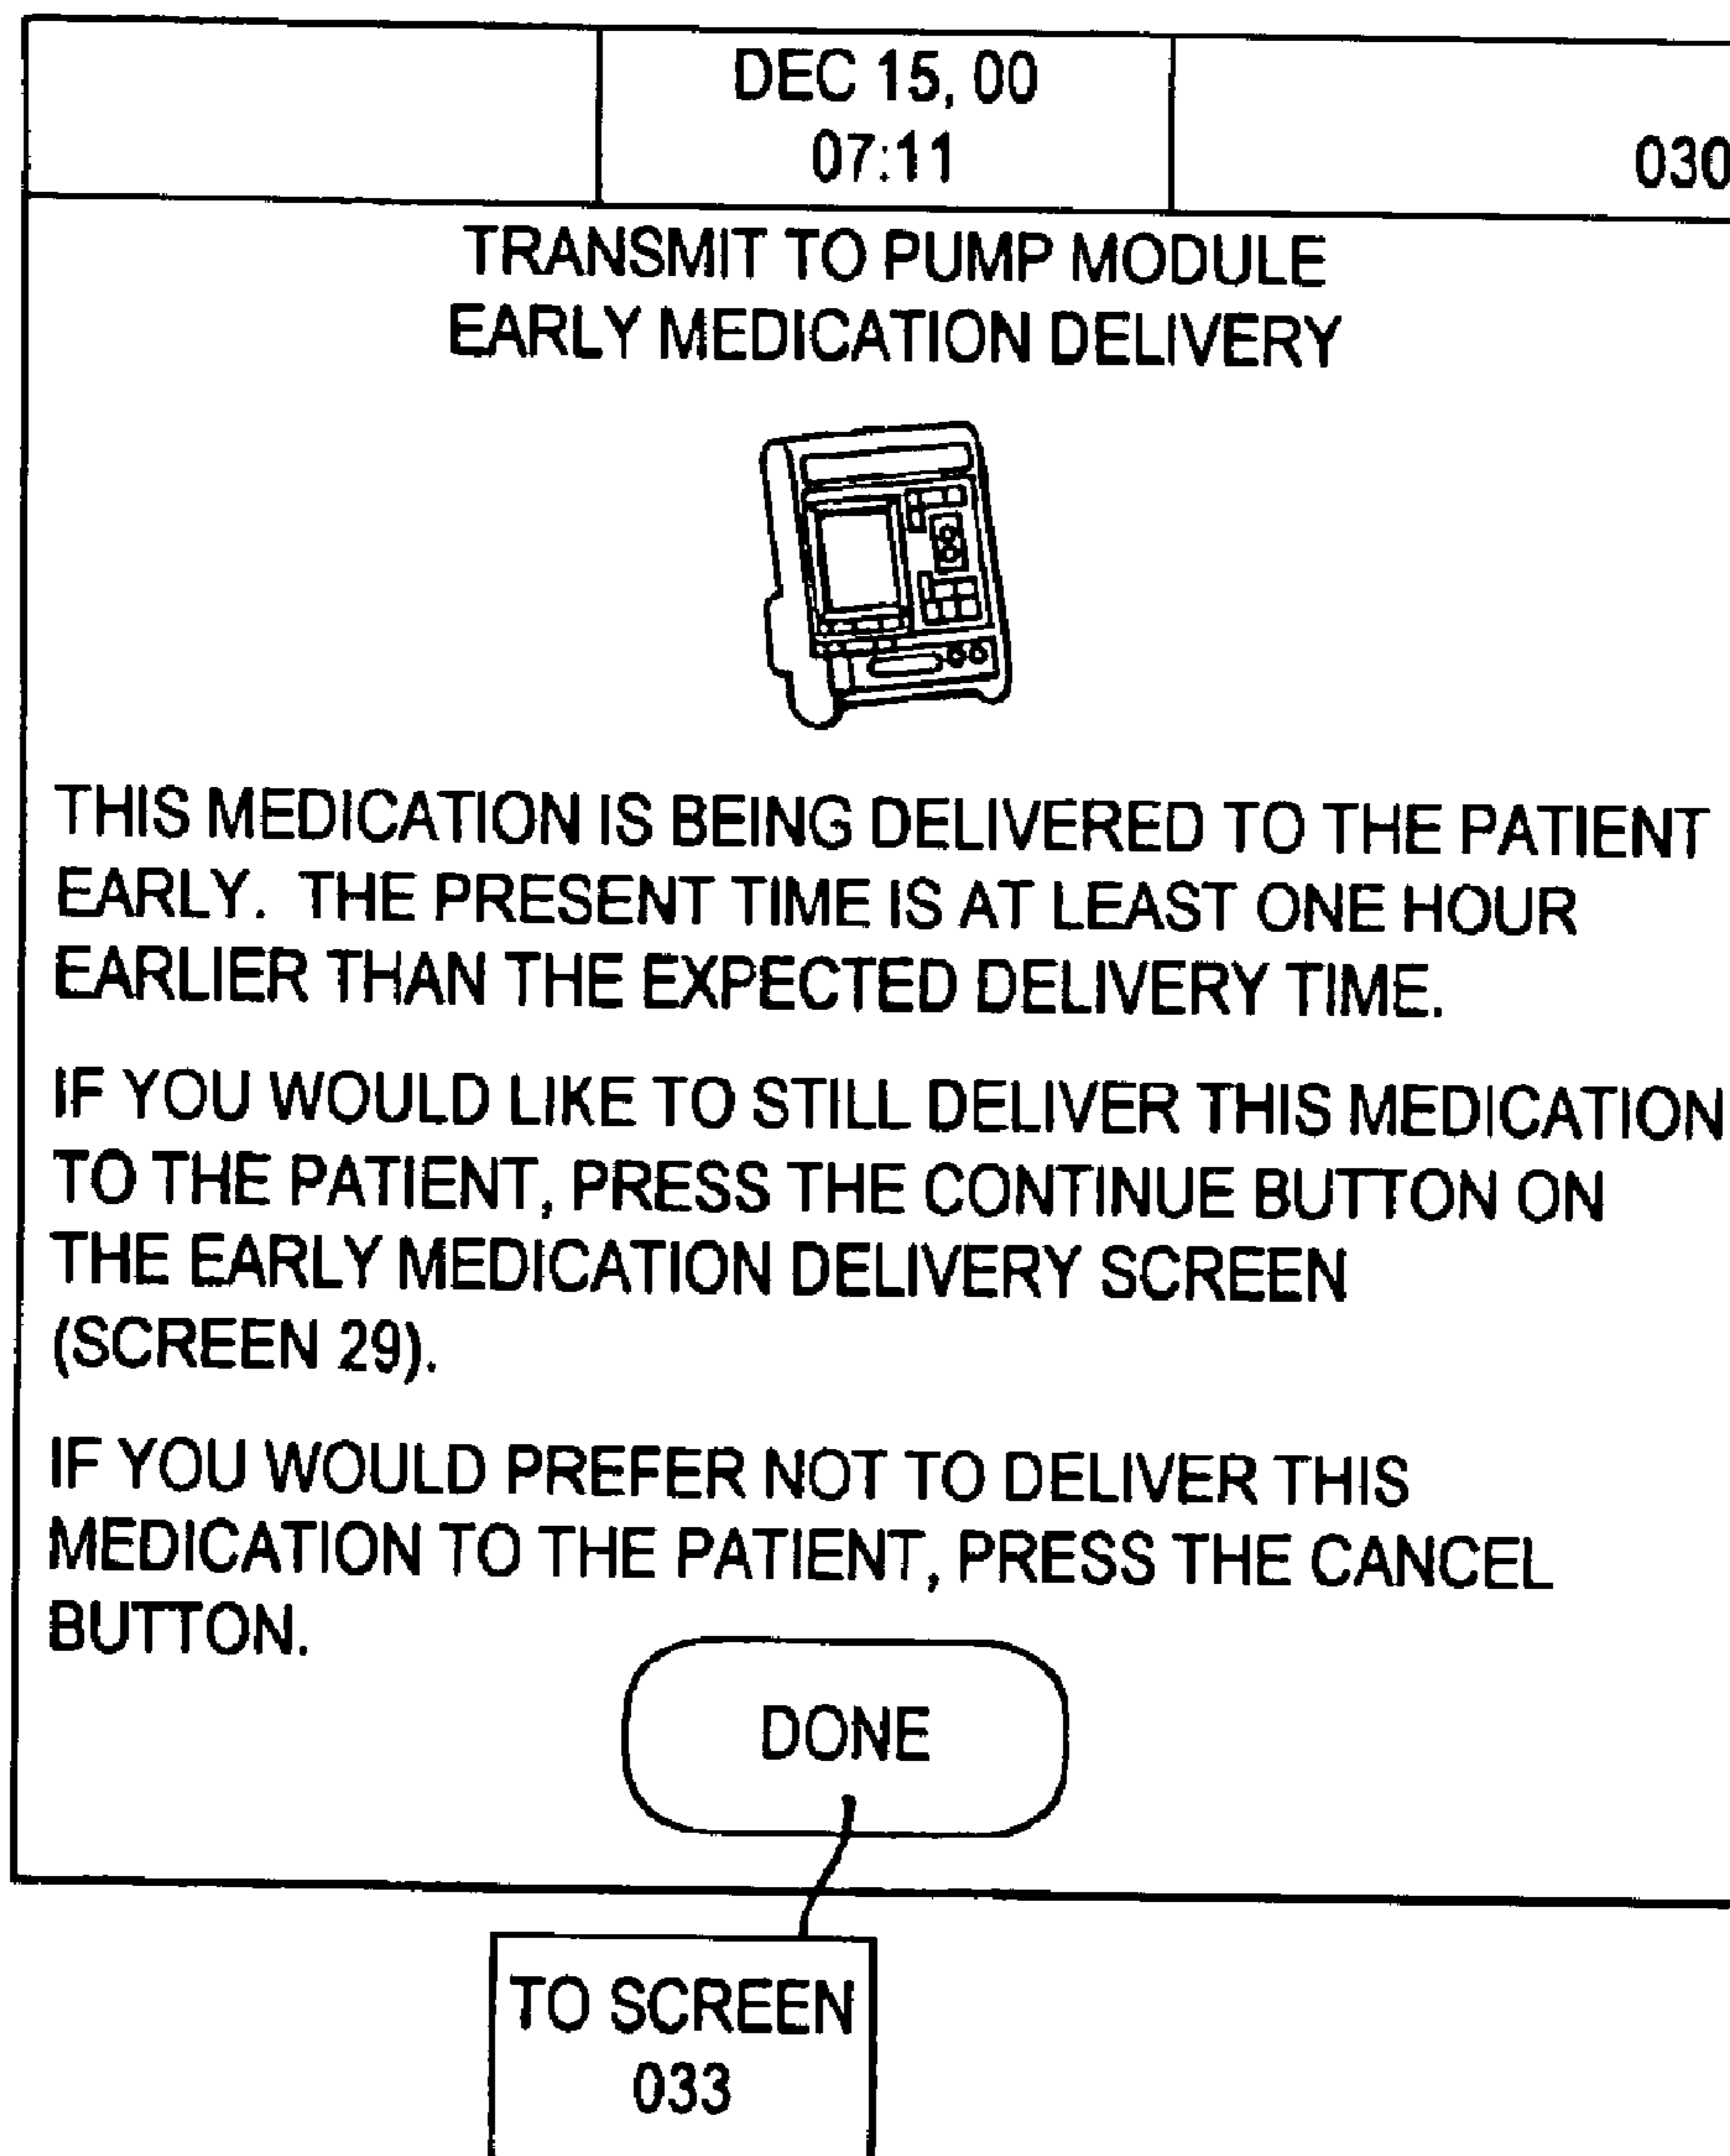 DEC 15, 00
07:11
030
TRANSMIT TO PUMP MODULE
EARLY MEDICATION DELIVERY
THIS MEDICATION IS BEING DELIVERED TO THE PATIENT
EARLY. THE PRESENT TIME IS AT LEAST ONE HOUR
EARLIER THAN THE EXPECTED DELIVERY TIME.
IF YOU WOULD LIKE TO STILL DELIVER THIS MEDICATION
TO THE PATIENT, PRESS THE CONTINUE BUTTON ON
THE EARLY MEDICATION DELIVERY SCREEN
(SCREEN 29).
IF YOU WOULD PREFER NOT TO DELIVER THIS
MEDICATION TO THE PATIENT, PRESS THE CANCEL
BUTTON.
DONE
TO SCREEN
033